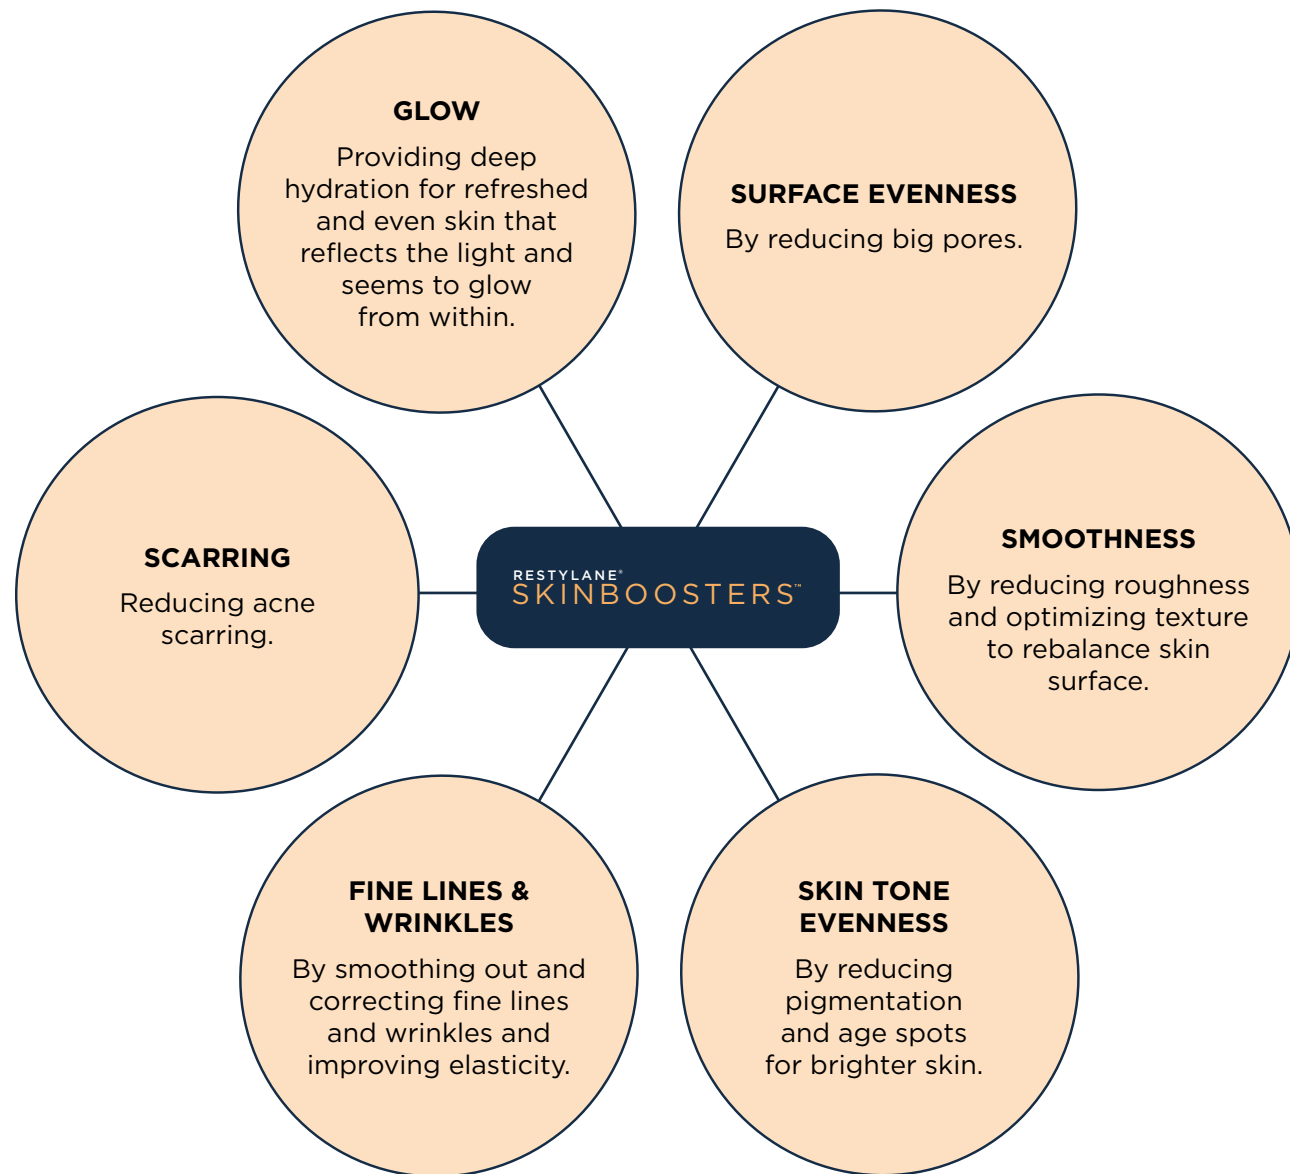 GLOW
Providing deep
hydration for refreshed
and even skin that
reflects the light and
seems to glow
from within.
SURFACE EVENNESS
By reducing big pores.
SCARRING
Reducing acne
scarring.
RESTYLANE®
SKINBOOSTERS™
SMOOTHNESS
By reducing roughness
and optimizing texture
to rebalance skin
surface.
FINE LINES &
WRINKLES
By smoothing out and
correcting fine lines
and wrinkles and
improving elasticity.
SKIN TONE
EVENNESS
By reducing
pigmentation
and age spots
for brighter skin.